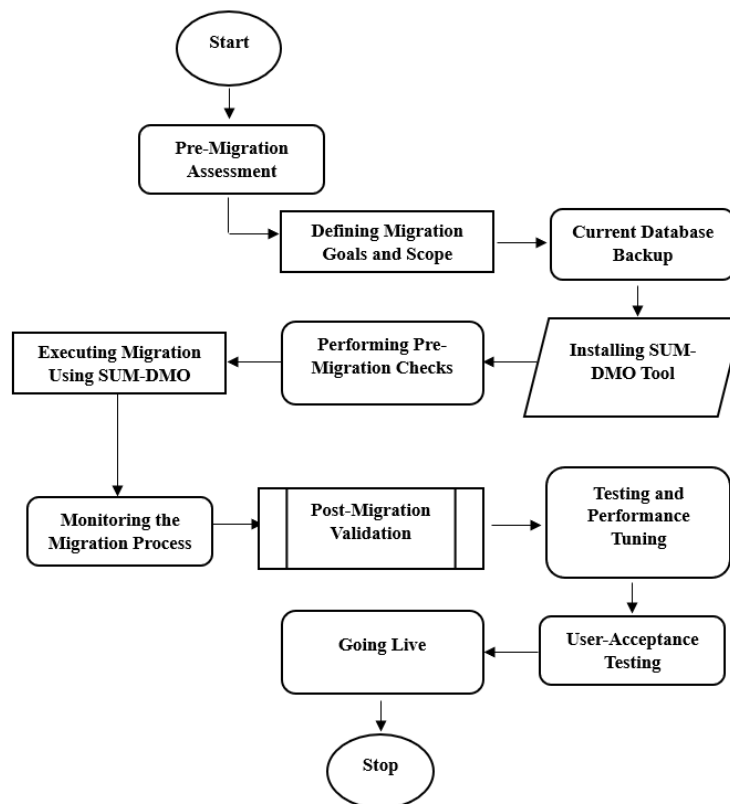 Start
Pre-Migration
Assessment
Defining Migration
Goals and Scope
Current Database
Backup
Installing SUM-
DMO Tool
Performing Pre-
Migration Checks
Executing Migration
Using SUM-DMO
Monitoring the
Migration Process
Post-Migration
Validation
Testing and
Performance
Tuning
User-Acceptance
Testing
Going Live
Stop